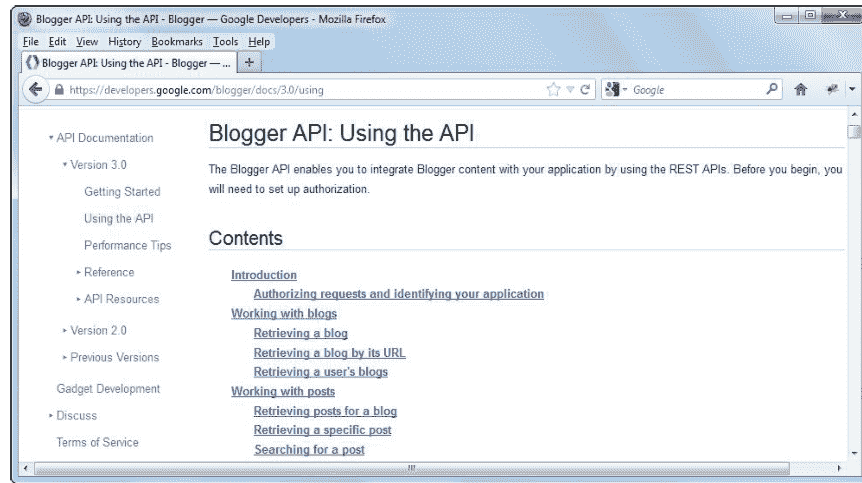 Blogger API: Using the API - Blogger — Google Developers - Mozilla Firefox
File Edit View History Bookmarks Tools Help
Blogger API: Using the API - Blogger — ...
https://developers.google.com/blogger/docs/3.0/using
Google
API Documentation
Version 3.0
Getting Started
Using the API
Performance Tips
Reference
API Resources
Version 2.0
Previous Versions
Gadget Development
Discuss
Terms of Service
Blogger API: Using the API
The Blogger API enables you to integrate Blogger content with your application by using the REST APIs. Before you begin, you
will need to set up authorization.
Contents
Introduction
Authorizing requests and identifying your application
Working with blogs
Retrieving a blog
Retrieving a blog by its URL
Retrieving a user's blogs
Working with posts
Retrieving posts for a blog
Retrieving a specific post
Searching for a post